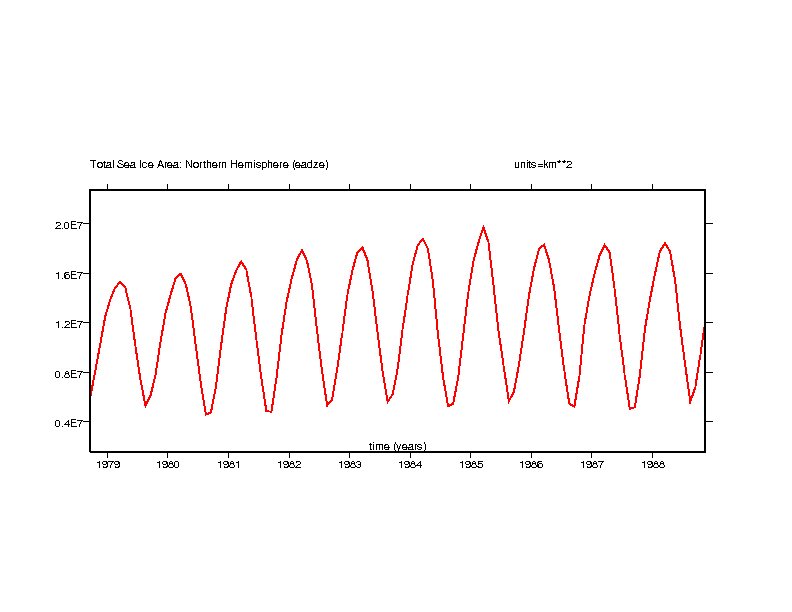 Total Sea Ice Area: Northern Hemisphere (eadze) units=km**2
2.0E7
1.6E7
1.2E7
0.8E7
0.4E7
time (years)
1979 1980 1981 1982 1983 1984 1985 1986 1987 1988